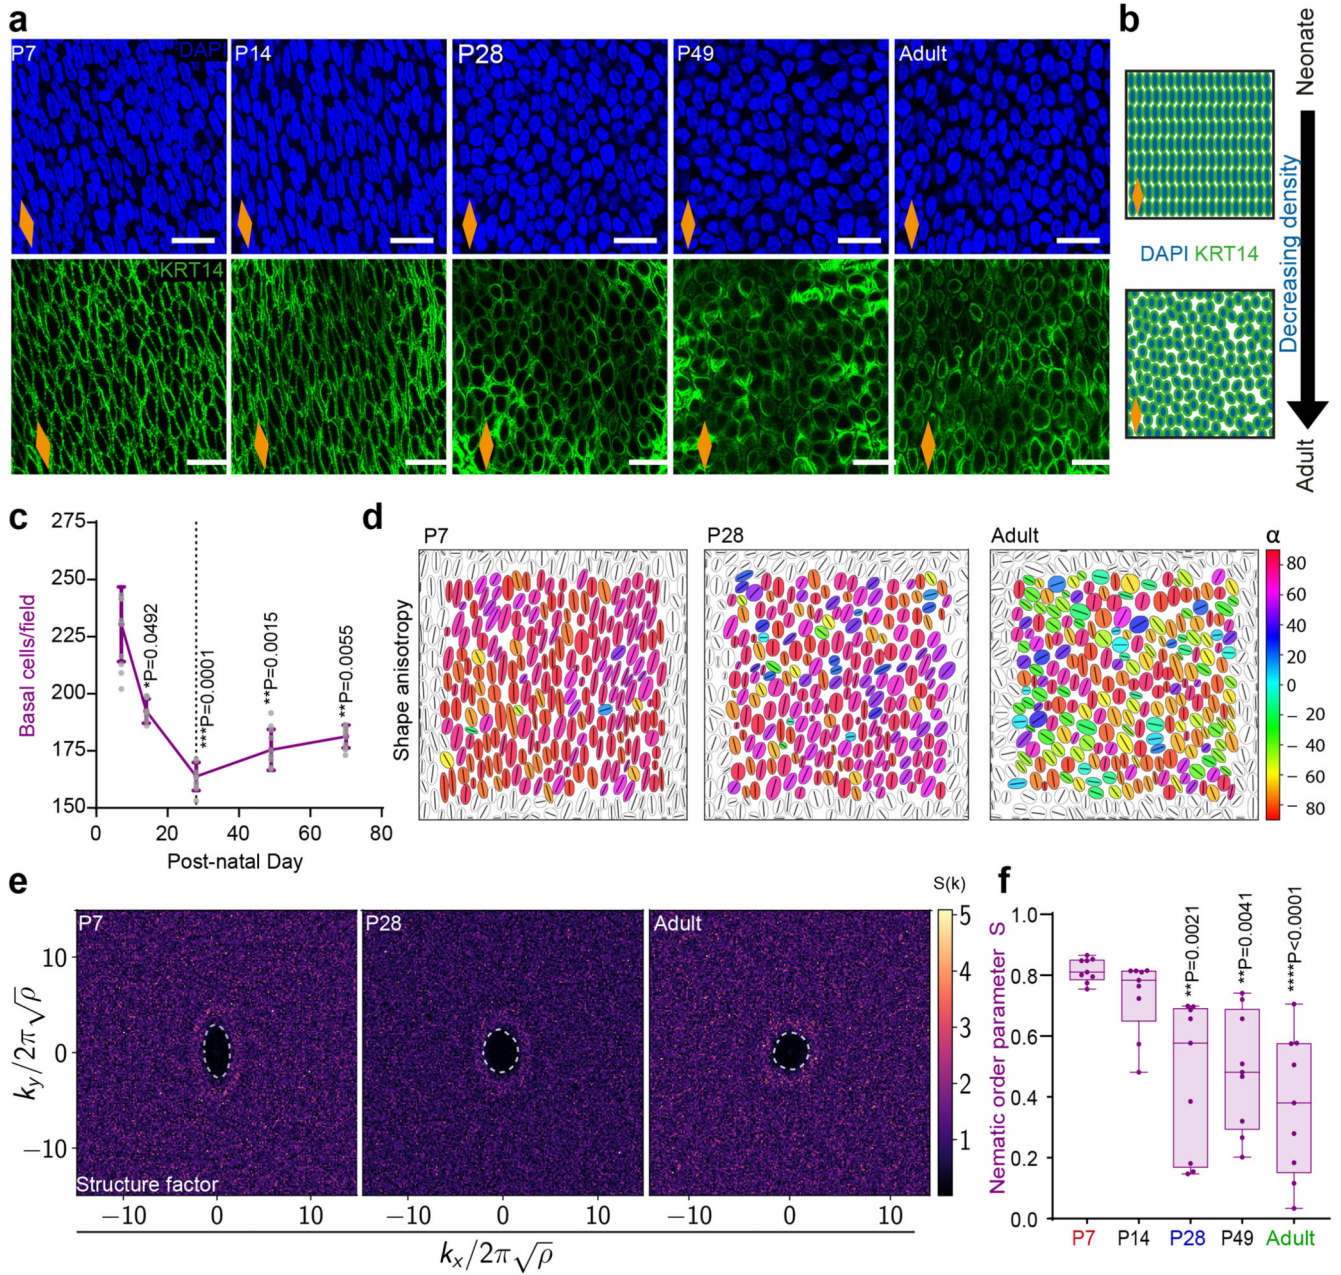 a
P7
DAPI
P14
P28
P49
Adult
KRT14
b
Neonate
Decreasing density
DAPI KRT14
Adult
c
Basal cells/field
275
250
225
200
175
150
0
20
40
60
80
Post-natal Day
*P=0.0492
***P=0.0001
**P=0.0015
**P=0.0055
d
P7
P28
Adult
α
Shape anisotropy
80
60
40
20
0
– 20
– 40
– 60
– 80
e
S(k)
P7
P28
Adult
5
4
3
2
1
k_y/2π√ρ
10
0
−10
Structure factor
−10 0 10
−10 0 10
−10 0 10
k_x/2π√ρ
f
Nematic order parameter S
1.0
0.8
0.6
0.4
0.2
0.0
**P=0.0021
**P=0.0041
****P<0.0001
P7 P14 P28 P49 Adult